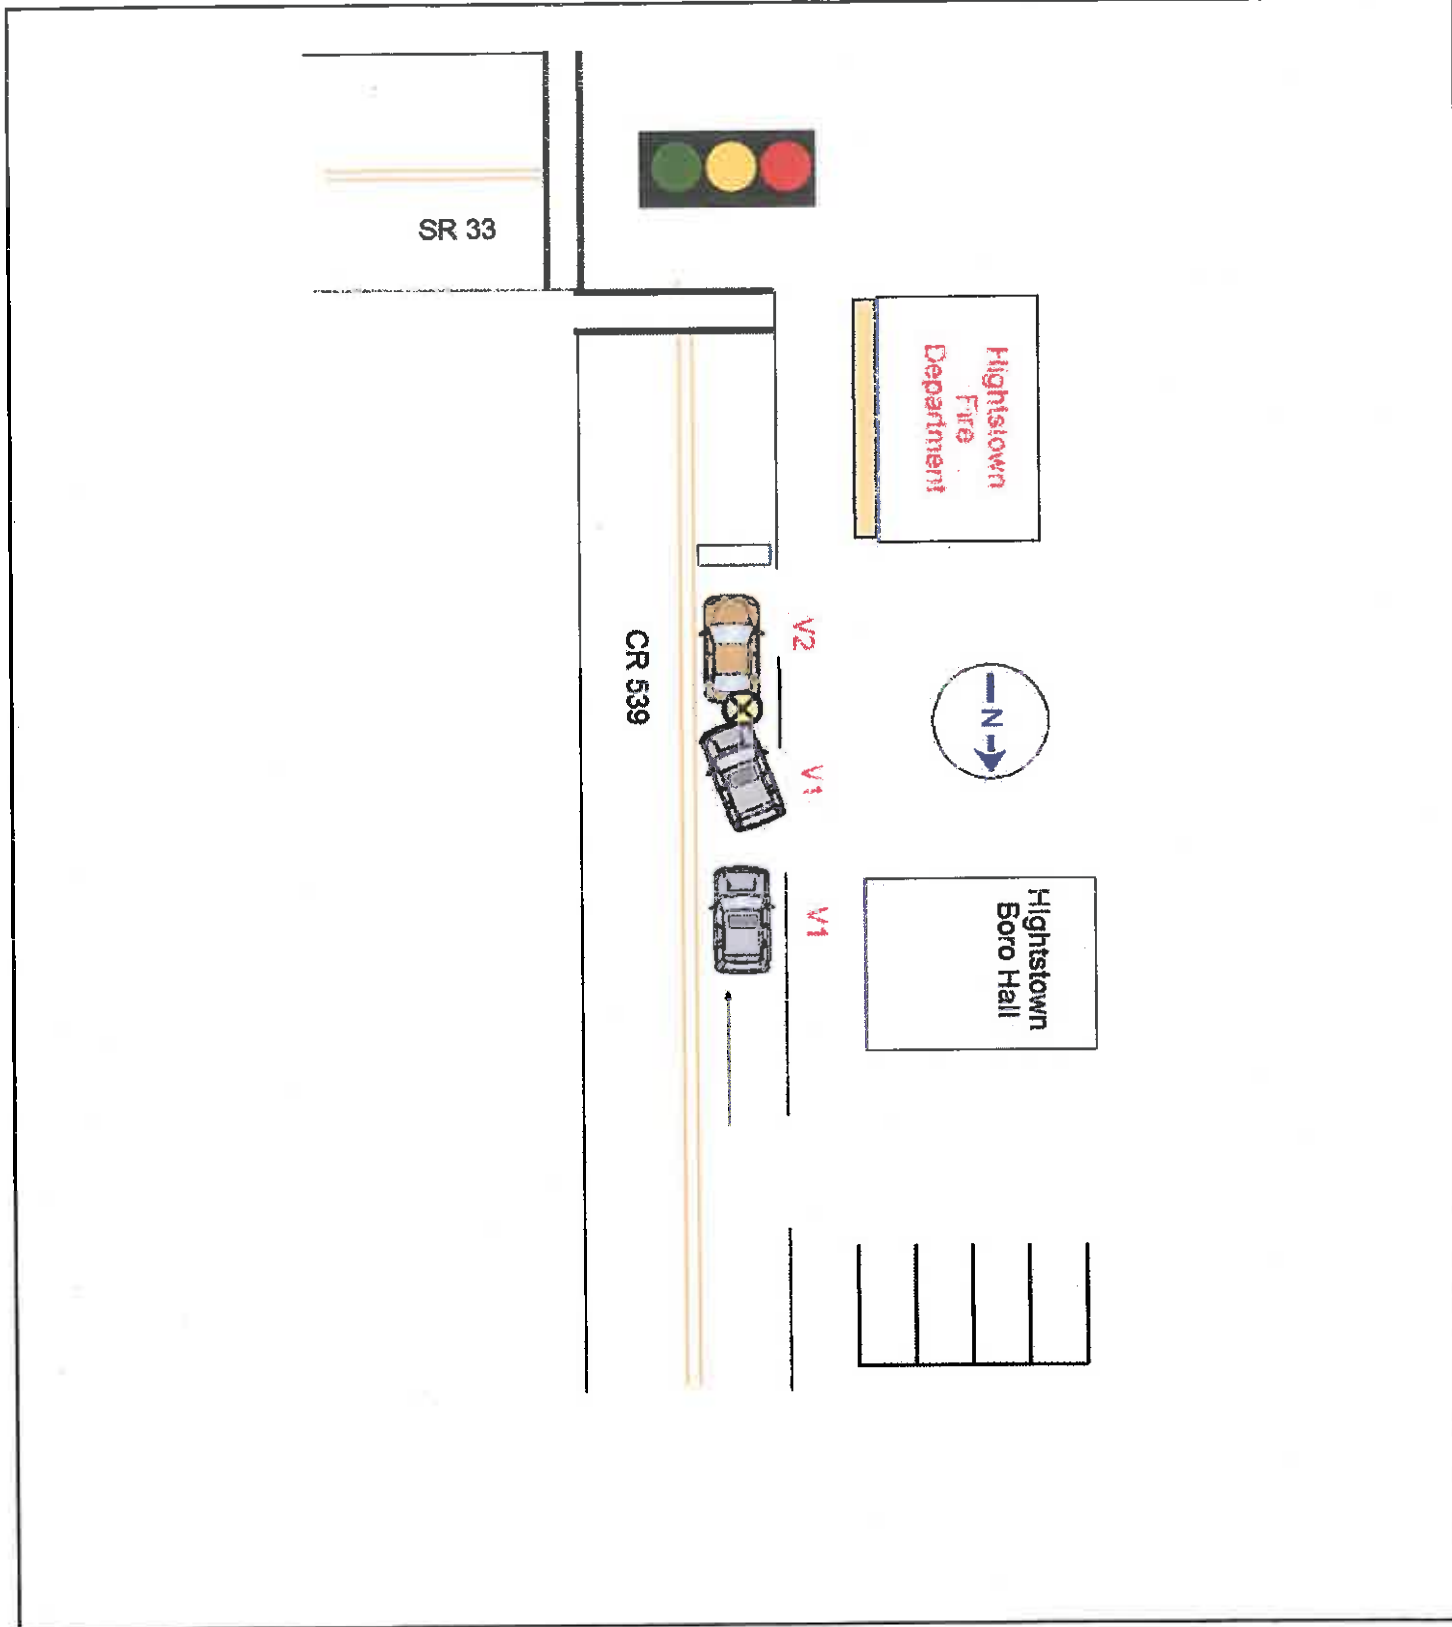 SR 33
Hightstown
Fire
Department
V2
CR 539
N
V1
V1
Hightstown
Boro Hall